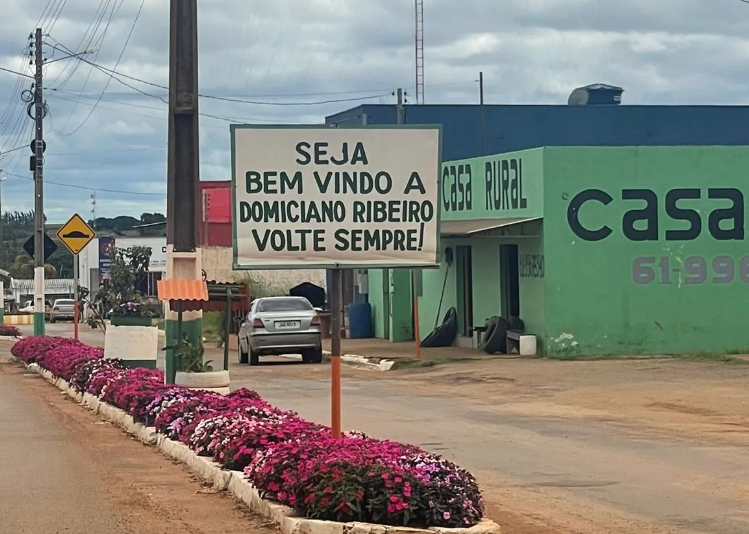 SEJA
BEM VINDO A
DOMICIANO RIBEIRO
VOLTE SEMPRE!
Casa RURAL
casa
61-996